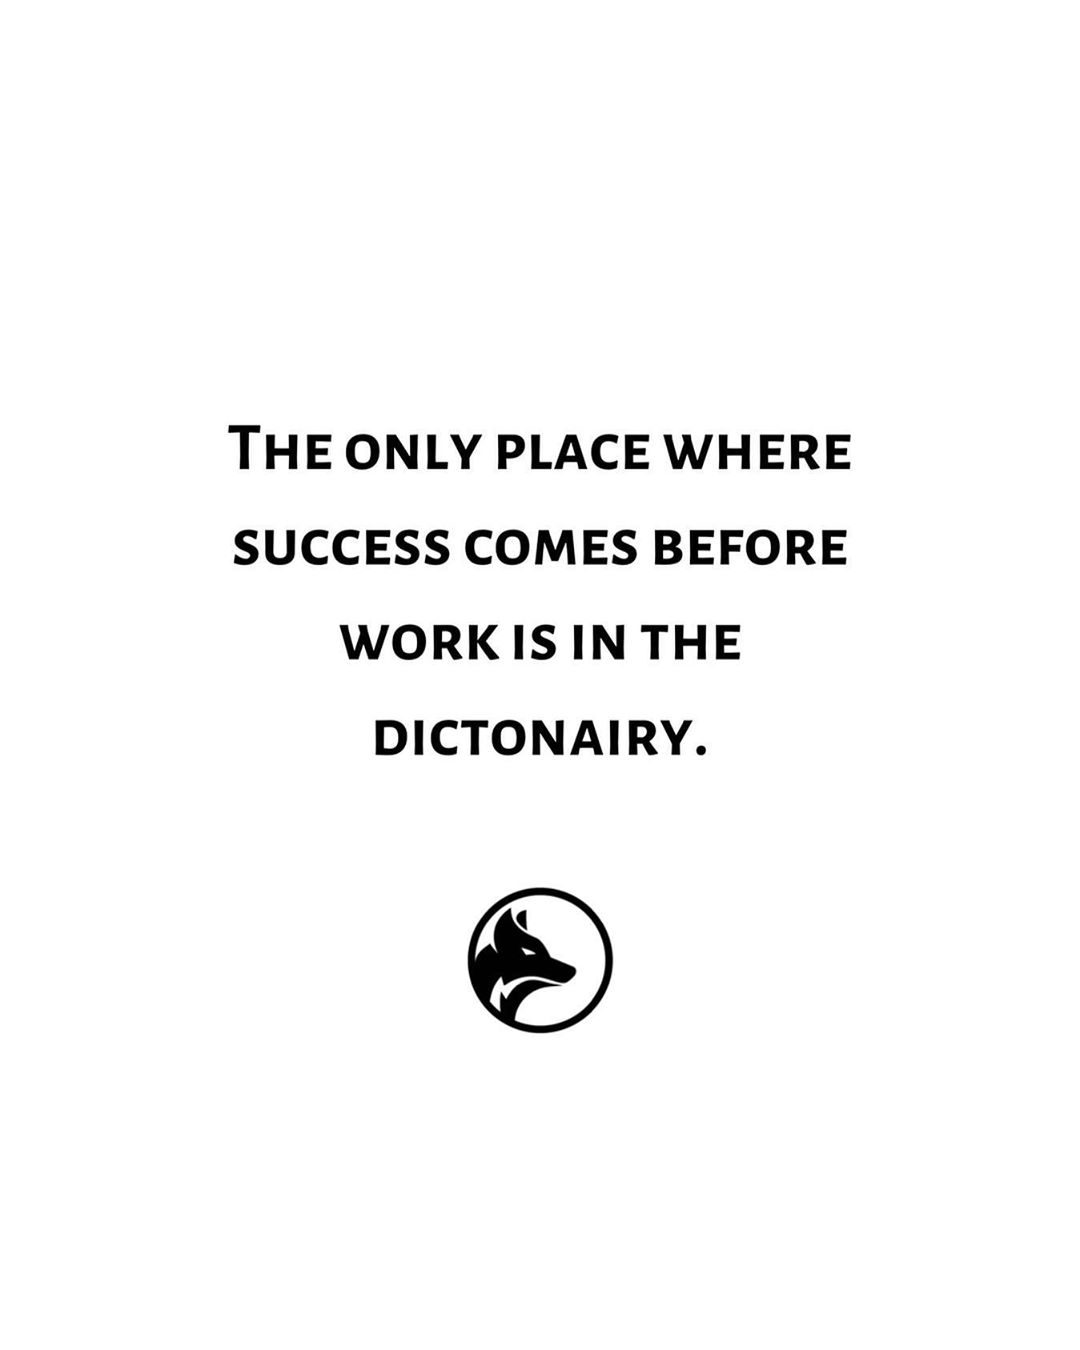 The only place where
success comes before
work is in the
dictonairy.